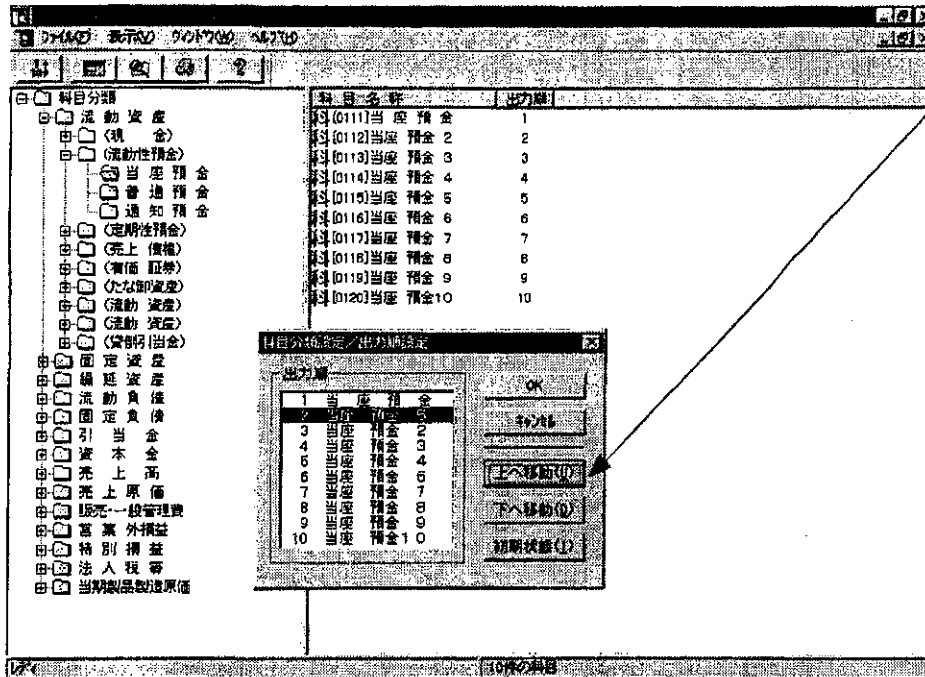 ファイル(F) 表示(V) ウィンドウ(W) ヘルプ(H)
科目分類
流 動 資 産
(現 金)
(流動性預金)
当 座 預 金
普 通 預 金
通 知 預 金
(定期性預金)
(売上 債権)
(有価 証券)
(たな卸資産)
(流動 資産)
(流動 資産)
(貸倒引当金)
固 定 資 産
繰 延 資 産
流 動 負 債
固 定 負 債
引 当 金
資 本 金
売 上 高
売 上 原 価
販売・一般管理費
営 業 外損益
特 別 損 益
法 人 税 等
当期製品製造原価
科 目 名 称 出力順
科 [0111]当 座 預 金 1
科 [0112]当座 預金 2 2
科 [0113]当座 預金 3 3
科 [0114]当座 預金 4 4
科 [0115]当座 預金 5 5
科 [0116]当座 預金 6 6
科 [0117]当座 預金 7 7
科 [0118]当座 預金 8 8
科 [0119]当座 預金 9 9
科 [0120]当座 預金10 10
科目分類設定/出力順設定
出力順
1 当 座 預 金
2 当座 預金 5
3 当座 預金 2
4 当座 預金 3
5 当座 預金 4
6 当座 預金 6
7 当座 預金 7
8 当座 預金 8
9 当座 預金 9
10 当座 預金10
OK
キャンセル
上へ移動(U)
下へ移動(D)
初期状態(I)
レディ
10件の科目